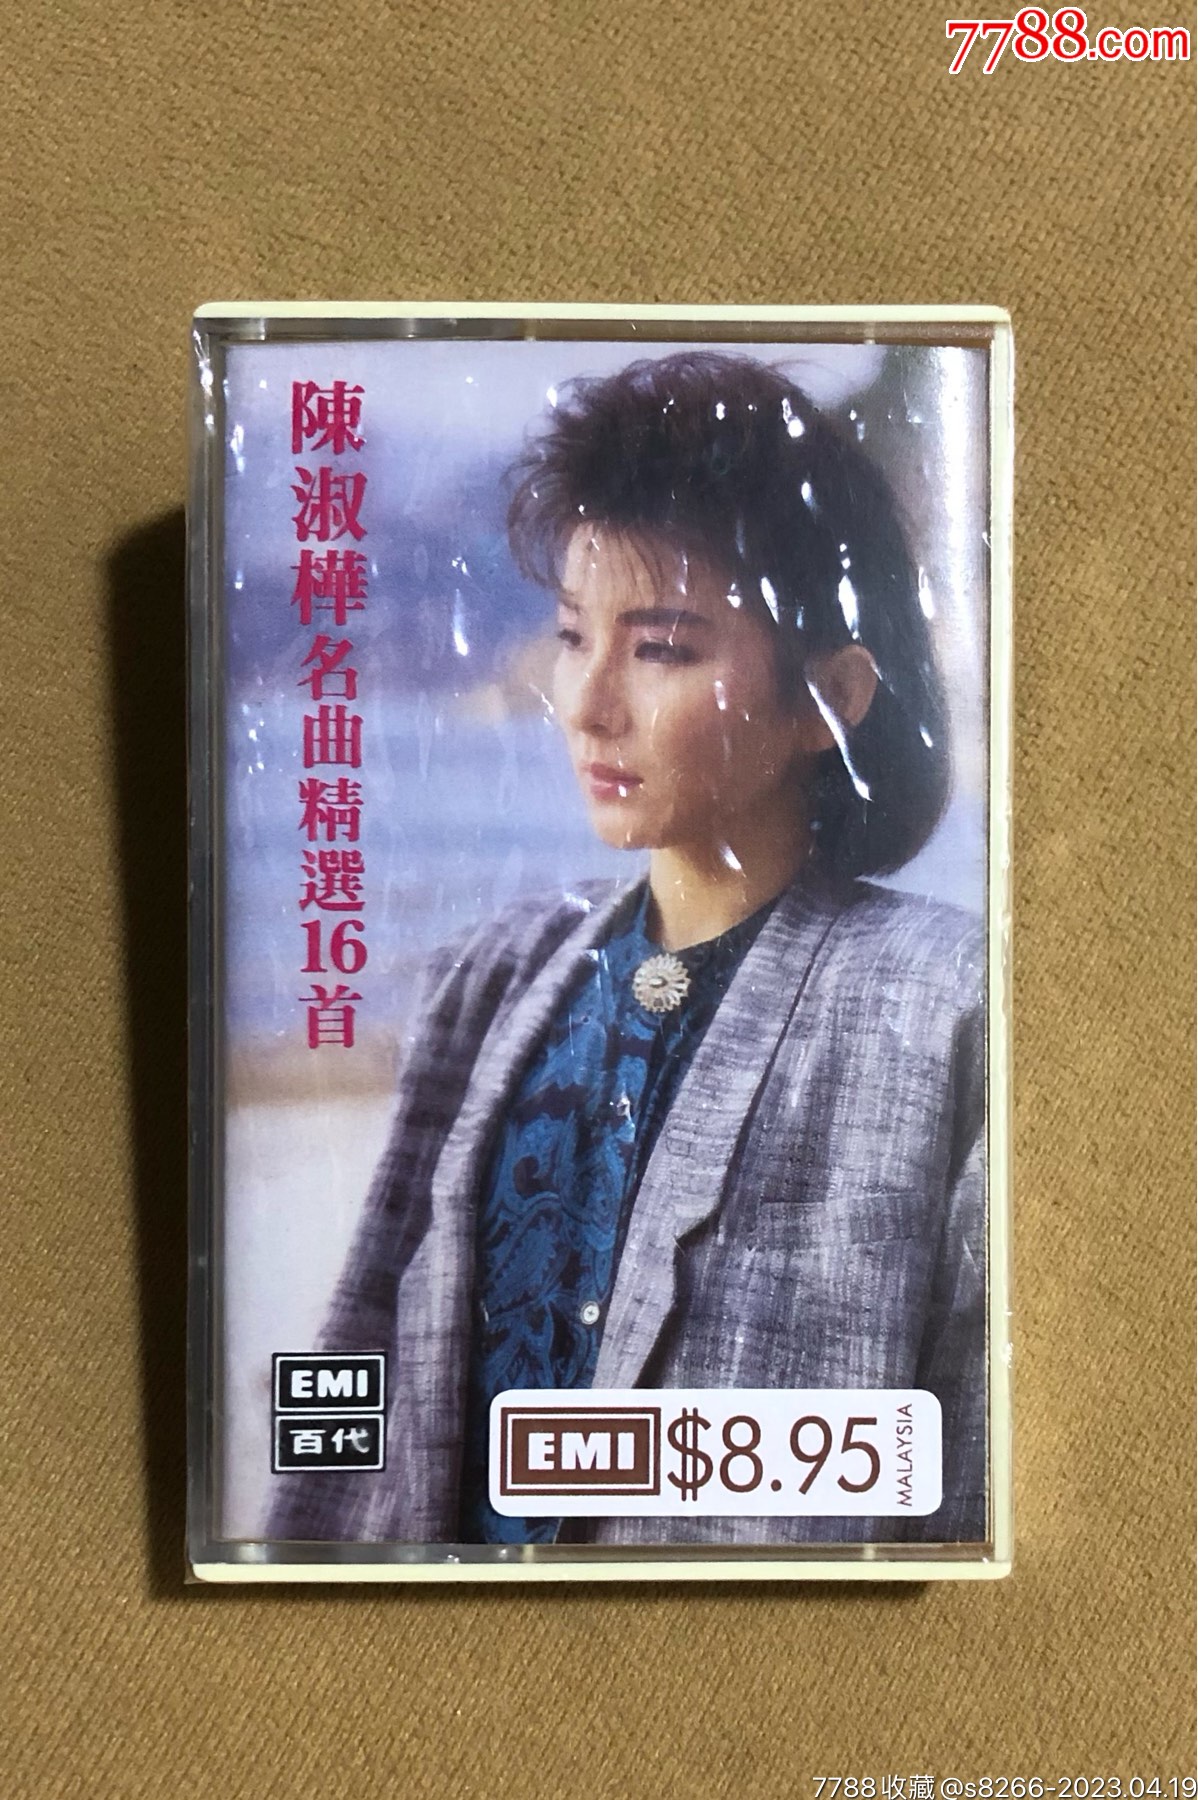 7788.com
陳淑樺名曲精選16首
EMI
百代
EMI $8.95 MALAYSIA
7788收藏@s8266-2023.04.19